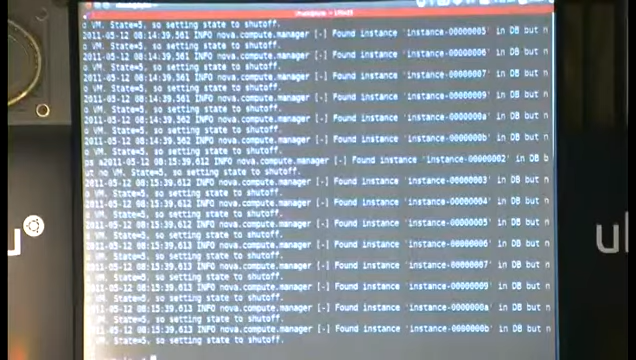 o VM. State=5, so setting state to shutoff.
2011-05-12 08:14:39.561 INFO nova.compute.manager [-] Found instance 'instance-00000005' in DB but n
o VM. State=5, so setting state to shutoff.
2011-05-12 08:14:39.561 INFO nova.compute.manager [-] Found instance 'instance-00000006' in DB but n
o VM. State=5, so setting state to shutoff.
2011-05-12 08:14:39.561 INFO nova.compute.manager [-] Found instance 'instance-00000007' in DB but n
o VM. State=5, so setting state to shutoff.
2011-05-12 08:14:39.561 INFO nova.compute.manager [-] Found instance 'instance-00000009' in DB but n
o VM. State=5, so setting state to shutoff.
2011-05-12 08:14:39.562 INFO nova.compute.manager [-] Found instance 'instance-0000000a' in DB but n
o VM. State=5, so setting state to shutoff.
2011-05-12 08:14:39.562 INFO nova.compute.manager [-] Found instance 'instance-0000000b' in DB but n
o VM. State=5, so setting state to shutoff.
ps a2011-05-12 08:15:39.612 INFO nova.compute.manager [-] Found instance 'instance-00000002' in DB b
ut no VM. State=5, so setting state to shutoff.
2011-05-12 08:15:39.612 INFO nova.compute.manager [-] Found instance 'instance-00000003' in DB but n
o VM. State=5, so setting state to shutoff.
2011-05-12 08:15:39.612 INFO nova.compute.manager [-] Found instance 'instance-00000004' in DB but n
o VM. State=5, so setting state to shutoff.
2011-05-12 08:15:39.612 INFO nova.compute.manager [-] Found instance 'instance-00000005' in DB but n
o VM. State=5, so setting state to shutoff.
2011-05-12 08:15:39.613 INFO nova.compute.manager [-] Found instance 'instance-00000006' in DB but n
o VM. State=5, so setting state to shutoff.
2011-05-12 08:15:39.613 INFO nova.compute.manager [-] Found instance 'instance-00000007' in DB but n
o VM. State=5, so setting state to shutoff.
2011-05-12 08:15:39.613 INFO nova.compute.manager [-] Found instance 'instance-00000009' in DB but n
o VM. State=5, so setting state to shutoff.
2011-05-12 08:15:39.613 INFO nova.compute.manager [-] Found instance 'instance-0000000a' in DB but n
o VM. State=5, so setting state to shutoff.
2011-05-12 08:15:39.613 INFO nova.compute.manager [-] Found instance 'instance-0000000b' in DB but n
o VM. State=5, so setting state to shutoff.
u
ul